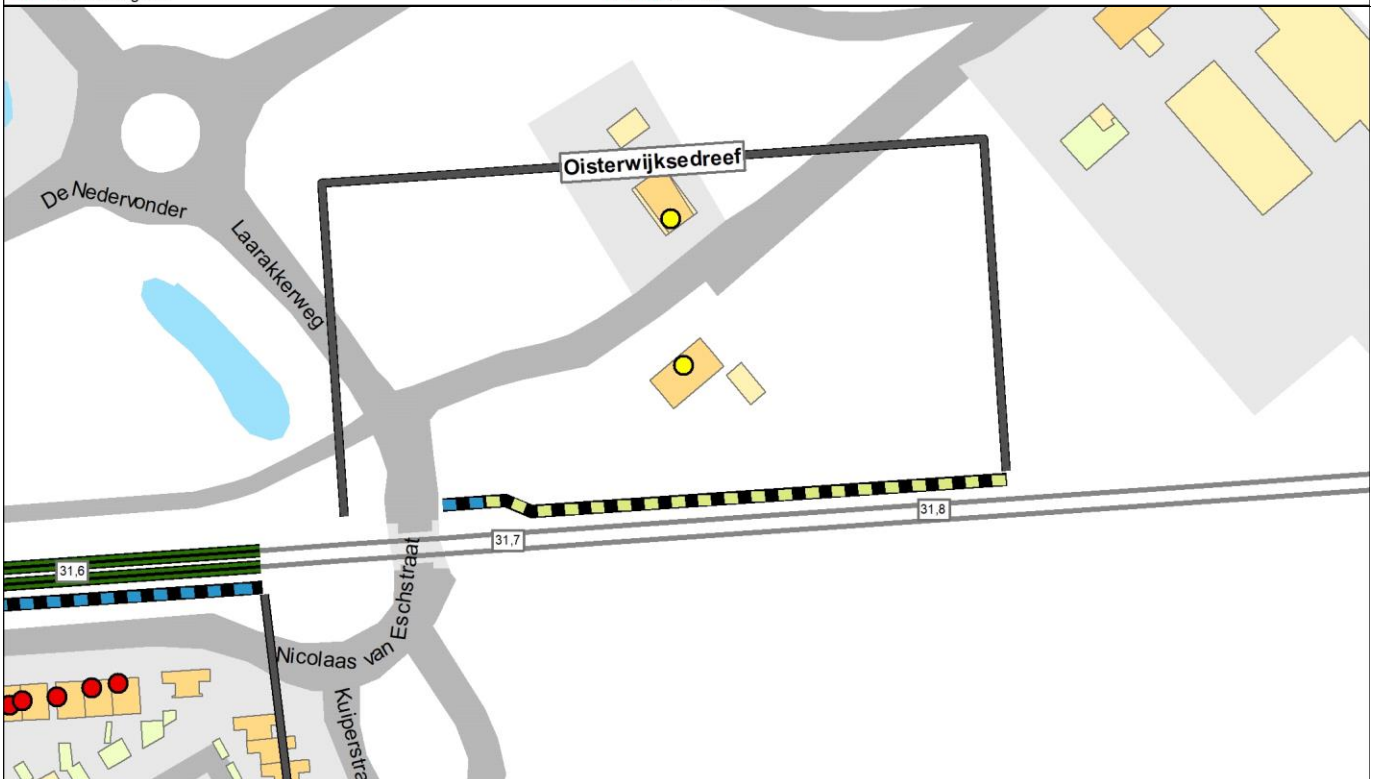 Oisterwijksedreef
De Nedervonder
Laarakkerweg
31,8
31,7
31,6
Nicolaas van Eschstraat
Kuiperstra